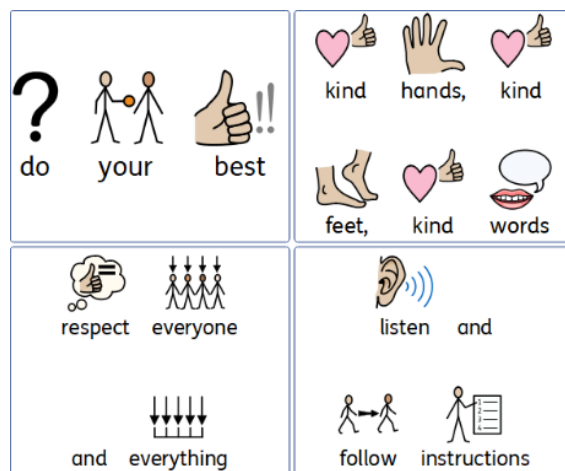 do your best
kind hands, kind
feet, kind words
respect everyone
and everything
listen and
follow instructions